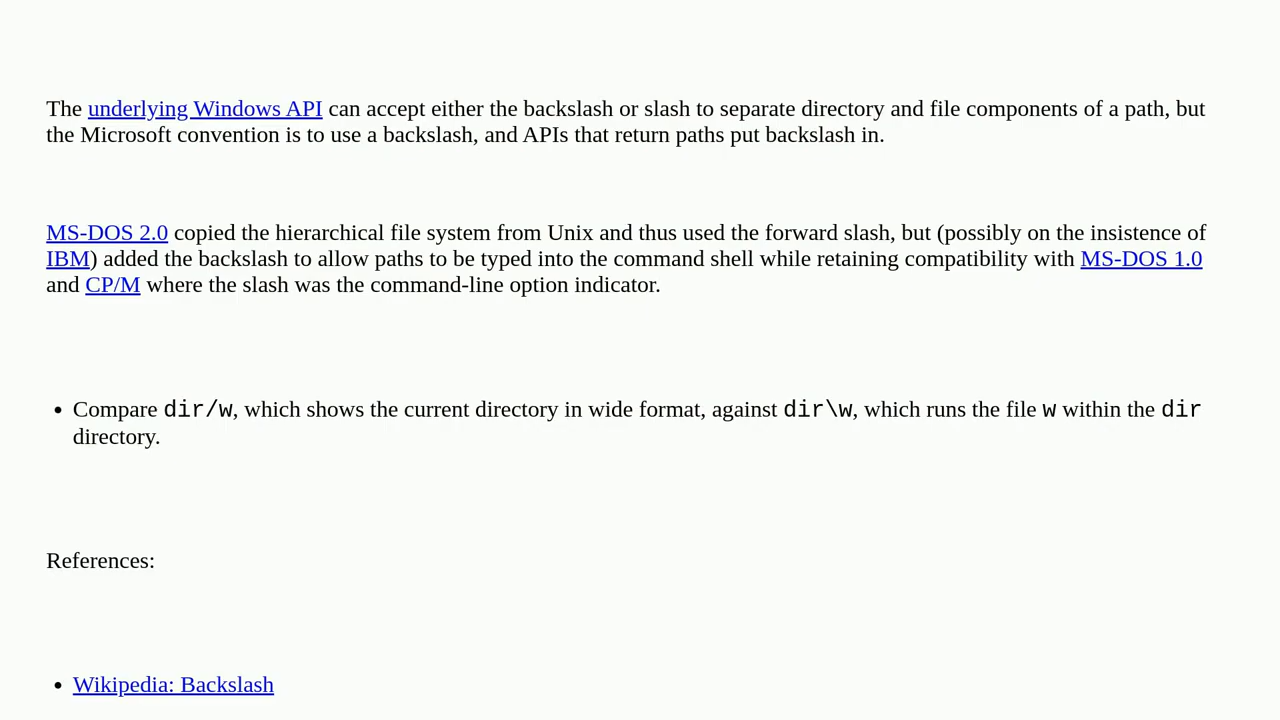 The underlying Windows API can accept either the backslash or slash to separate directory and file components of a path, but
the Microsoft convention is to use a backslash, and APIs that return paths put backslash in.
MS-DOS 2.0 copied the hierarchical file system from Unix and thus used the forward slash, but (possibly on the insistence of
IBM) added the backslash to allow paths to be typed into the command shell while retaining compatibility with MS-DOS 1.0
and CP/M where the slash was the command-line option indicator.
• Compare dir/w, which shows the current directory in wide format, against dir\w, which runs the file w within the dir
directory.
References:
• Wikipedia: Backslash